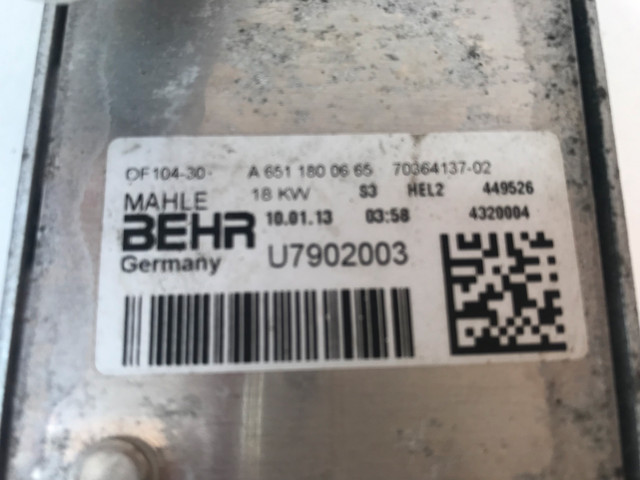 OF104-30- A 651 180 06 65 70364137-02
MAHLE 18 KW S3 HEL2 449526
BEHR 10.01.13 03:58 4320004
Germany U7902003